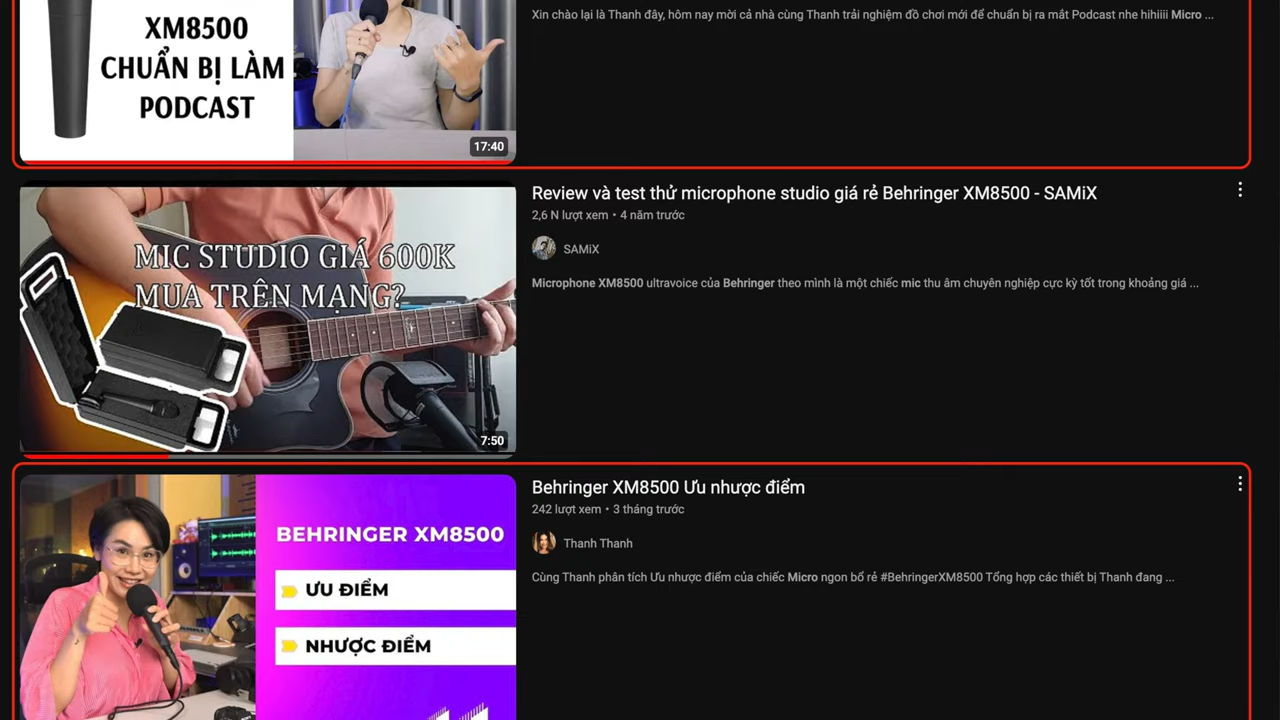 XM8500
CHUẨN BỊ LÀM
PODCAST
17:40
Xin chào lại là Thanh đây, hôm nay mời cả nhà cùng Thanh trải nghiệm đồ chơi mới để chuẩn bị ra mắt Podcast nhe hihiiii Micro ...
MIC STUDIO GIÁ 600K
MUA TRÊN MẠNG?
7:50
Review và test thử microphone studio giá rẻ Behringer XM8500 - SAMiX
2,6 N lượt xem • 4 năm trước
SAMiX
Microphone XM8500 ultravoice của Behringer theo mình là một chiếc mic thu âm chuyên nghiệp cực kỳ tốt trong khoảng giá ...
BEHRINGER XM8500
ƯU ĐIỂM
NHƯỢC ĐIỂM
Behringer XM8500 Ưu nhược điểm
242 lượt xem • 3 tháng trước
Thanh Thanh
Cùng Thanh phân tích Ưu nhược điểm của chiếc Micro ngon bổ rẻ #BehringerXM8500 Tổng hợp các thiết bị Thanh đang ...